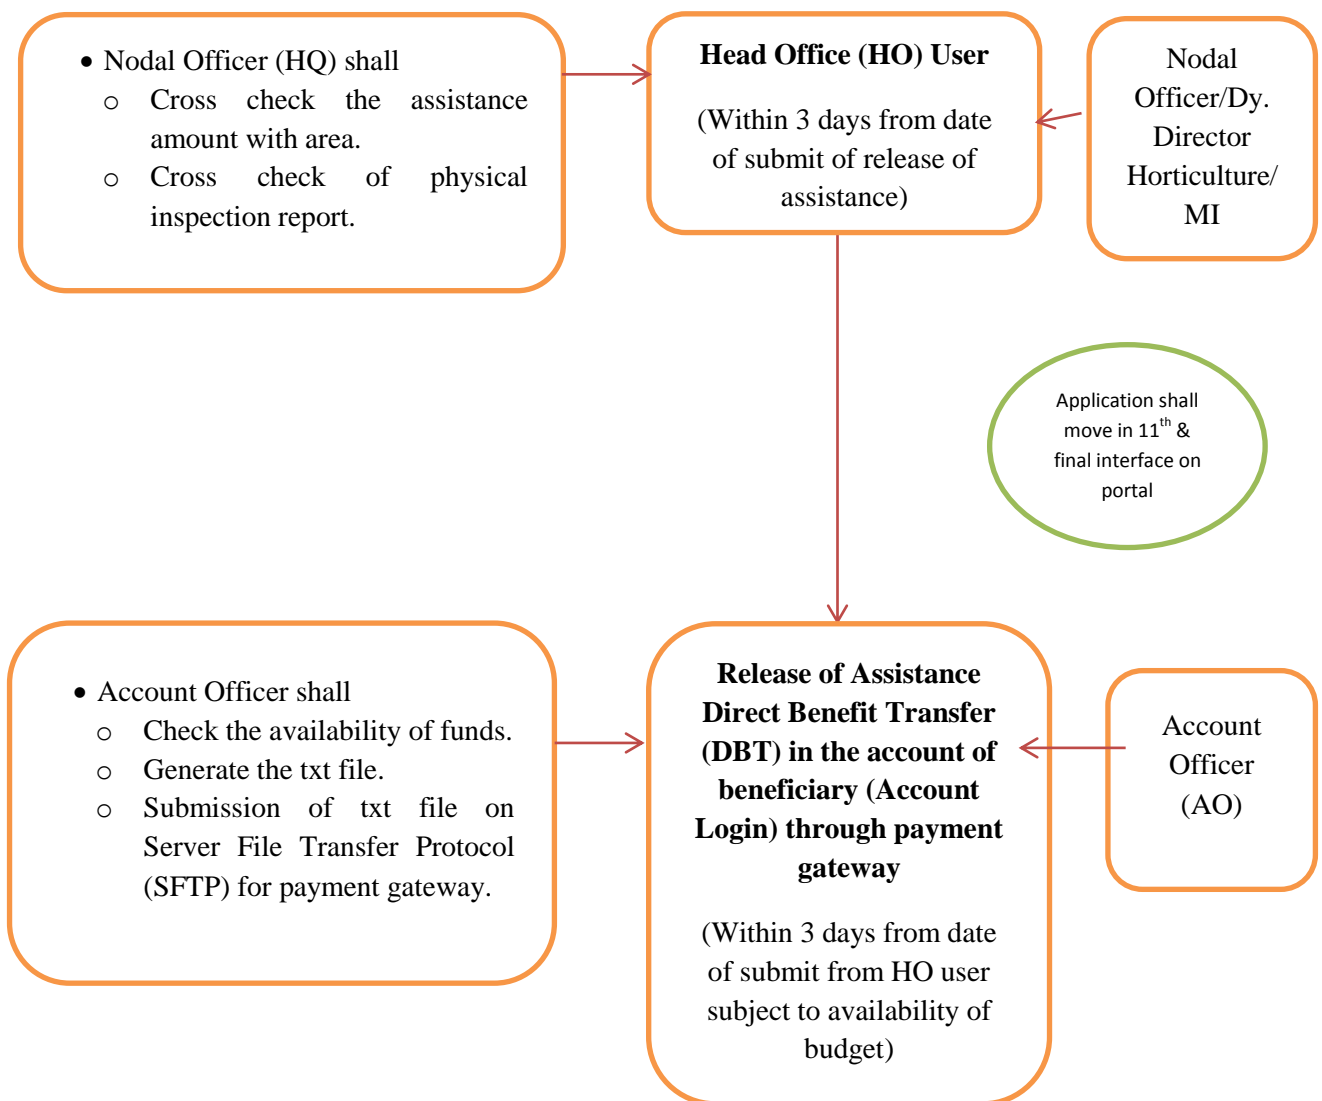 • Nodal Officer (HQ) shall
o Cross check the assistance
amount with area.
o Cross check of physical
inspection report.
Head Office (HO) User
(Within 3 days from date
of submit of release of
assistance)
Nodal
Officer/Dy.
Director
Horticulture/
MI
Application shall
move in 11th &
final interface on
portal
• Account Officer shall
o Check the availability of funds.
o Generate the txt file.
o Submission of txt file on
Server File Transfer Protocol
(SFTP) for payment gateway.
Release of Assistance
Direct Benefit Transfer
(DBT) in the account of
beneficiary (Account
Login) through payment
gateway
(Within 3 days from date
of submit from HO user
subject to availability of
budget)
Account
Officer
(AO)